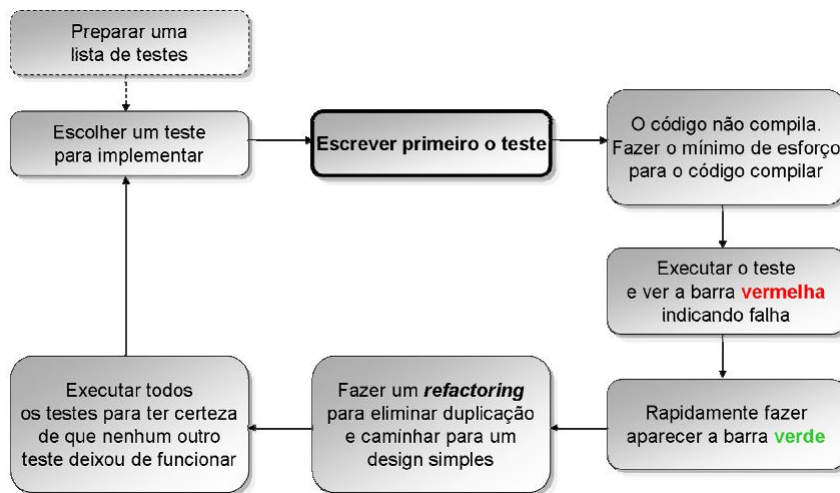 Preparar uma
lista de testes
Escolher um teste
para implementar
Escrever primeiro o teste
O código não compila.
Fazer o mínimo de esforço
para o código compilar
Executar o teste
e ver a barra vermelha
indicando falha
Rapidamente fazer
aparecer a barra verde
Fazer um refactoring
para eliminar duplicação
e caminhar para um
design simples
Executar todos
os testes para ter certeza
de que nenhum outro
teste deixou de funcionar